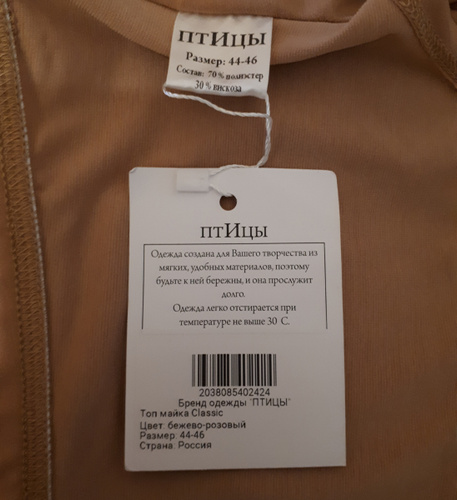 птИцы
Размер: 44-46
Состав: 70% полиэстер
30% вискоза
птИцы
Одежда создана для Вашего творчества из
мягких, удобных материалов, поэтому
будьте к ней бережны, и она прослужит
долго.
Одежда легко отстирается при
температуре не выше 30 С.
2038085402424
Бренд одежды "ПТИЦЫ"
Топ майка Classic
Цвет: бежево-розовый
Размер: 44-46
Страна: Россия